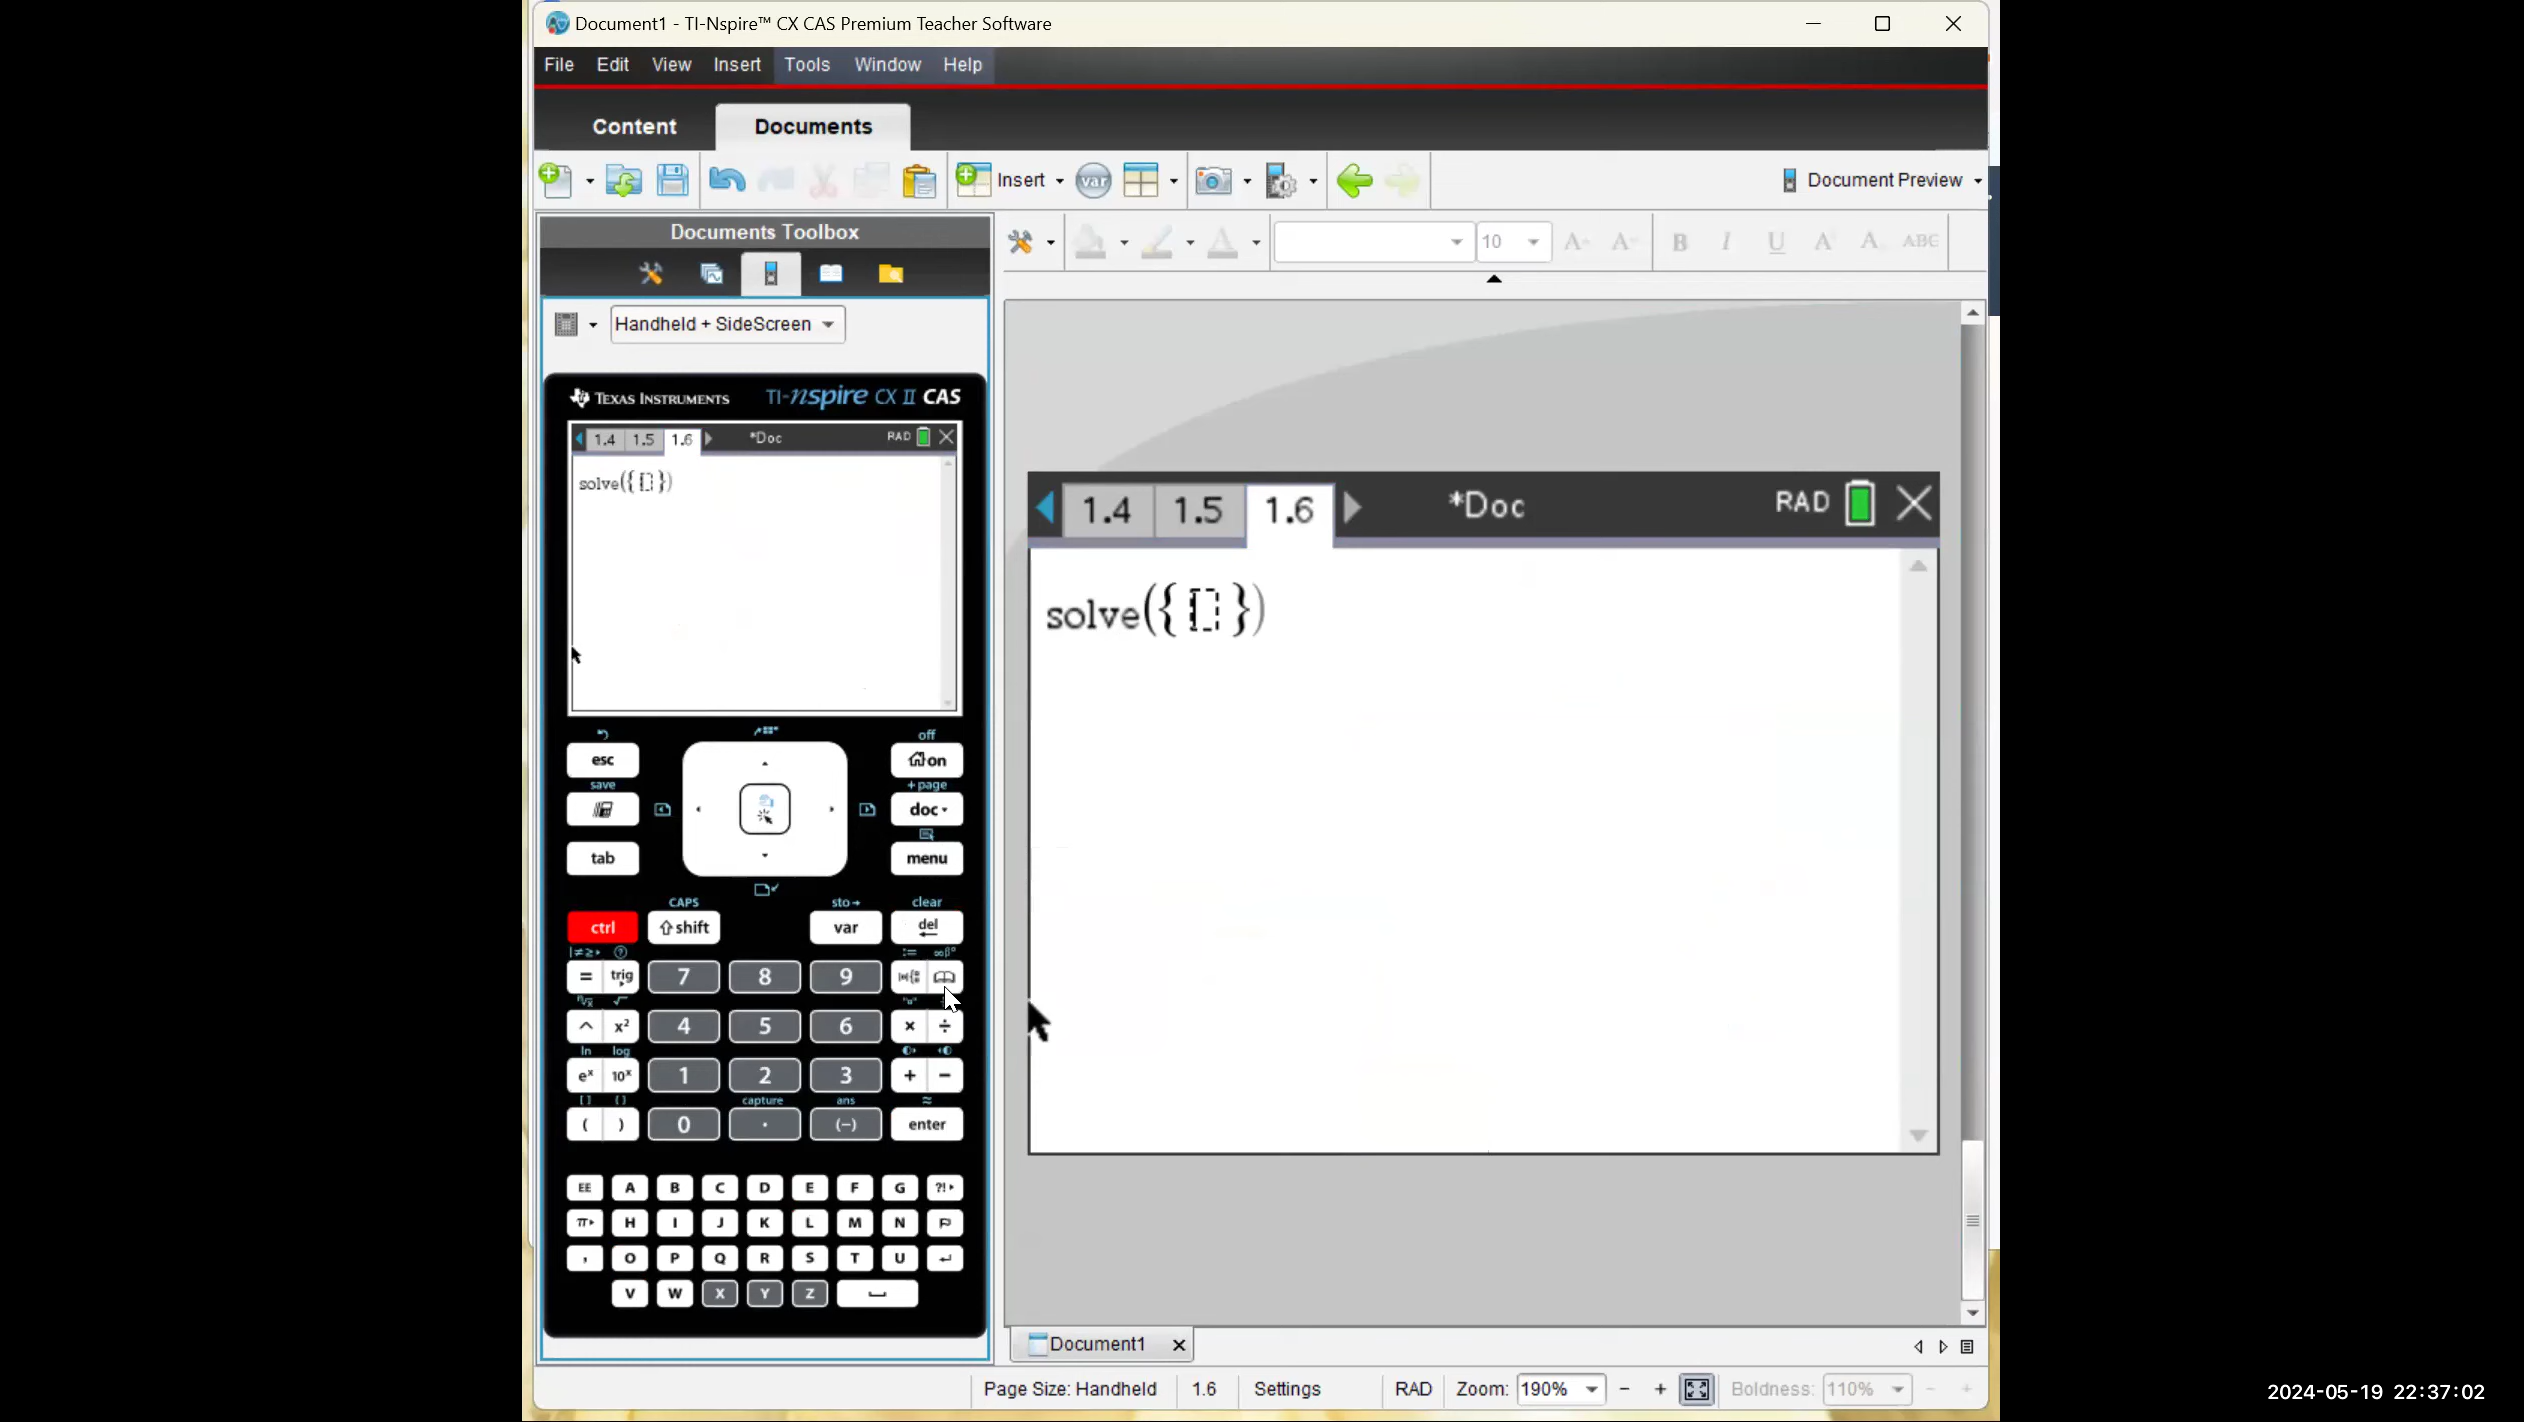 Document1 - TI-Nspire™ CX CAS Premium Teacher Software
File Edit View Insert Tools Window Help
Content Documents
Insert var Document Preview
Documents Toolbox
10 A A B I U A A ABC
Handheld + SideScreen
TEXAS INSTRUMENTS TI-nspire CX II CAS
1.4 1.5 1.6 *Doc RAD
solve({ })
1.4 1.5 1.6 *Doc RAD
solve({ })
off
esc on
save + page
doc
tab menu
CAPS sto→ clear
ctrl shift var del
|≠≥▸ ? := ∞β°
= trig 7 8 9
ⁿ√x √ "□"
^ x² 4 5 6 × ÷
ln log
eˣ 10ˣ 1 2 3 + −
[ ] { } capture ans ≈
( ) 0 . (−) enter
EE A B C D E F G ?!▸
π▸ H I J K L M N
, O P Q R S T U ↵
V W X Y Z
Document1
Page Size: Handheld 1.6 Settings RAD Zoom: 190% − + Boldness: 110% − +
2024-05-19 22:37:02